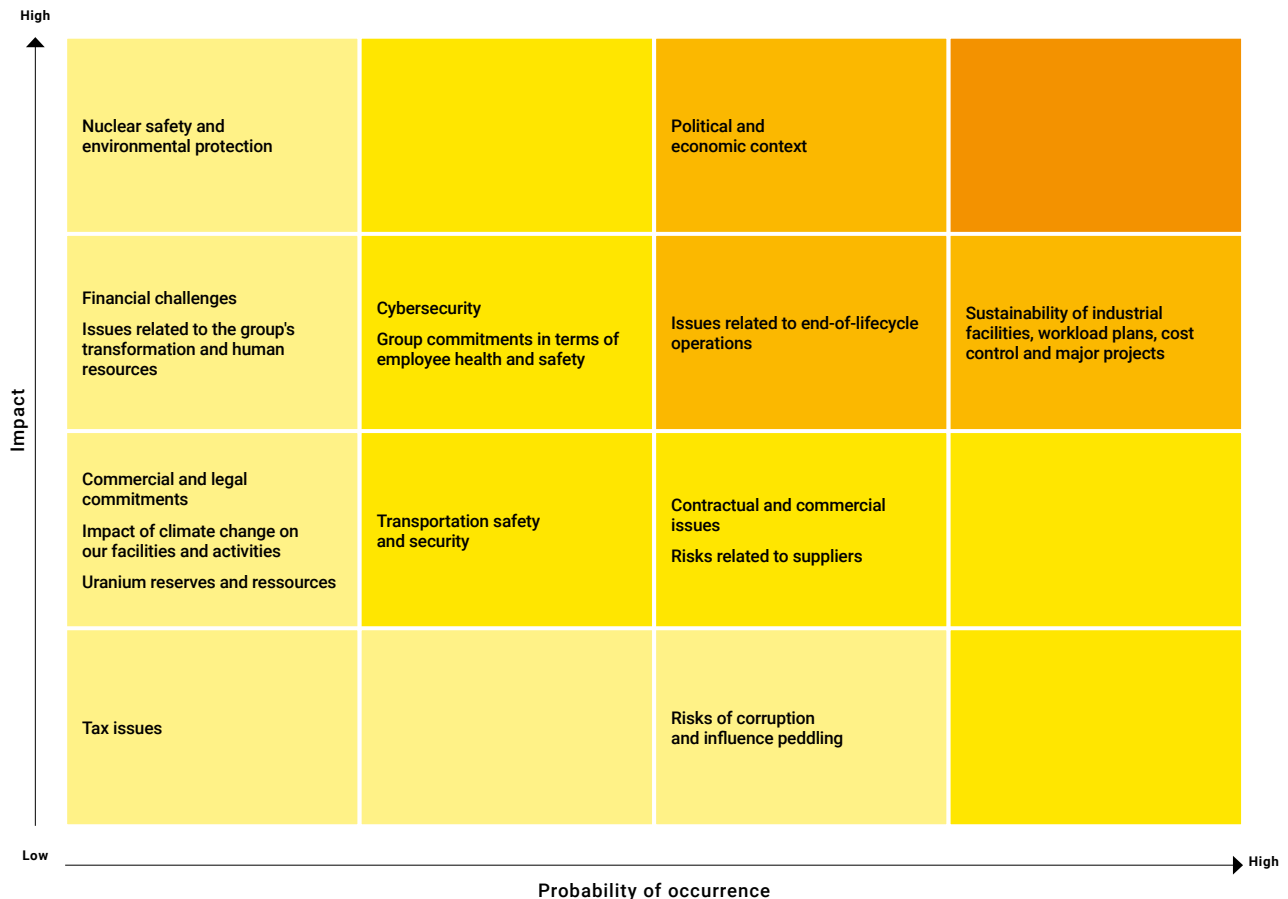 High
Nuclear safety and
environmental protection
Political and
economic context
Financial challenges
Issues related to the group's
transformation and human
resources
Cybersecurity
Group commitments in terms of
employee health and safety
Issues related to end-of-lifecycle
operations
Sustainability of industrial
facilities, workload plans, cost
control and major projects
Impact
Commercial and legal
commitments
Impact of climate change on
our facilities and activities
Uranium reserves and ressources
Transportation safety
and security
Contractual and commercial
issues
Risks related to suppliers
Tax issues
Risks of corruption
and influence peddling
Low
High
Probability of occurrence